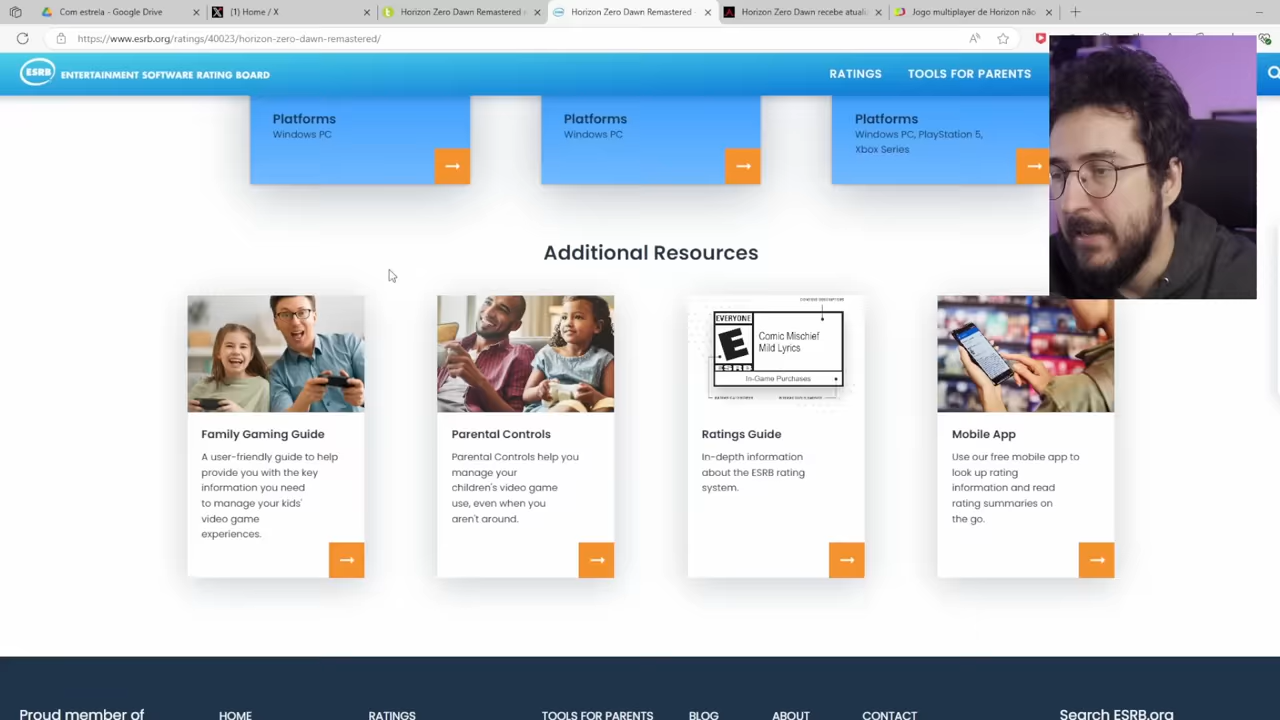 Com estrela - Google Drive
(1) Home / X
Horizon Zero Dawn Remastered
Horizon Zero Dawn Remastered
Horizon Zero Dawn recebe atuali
Jogo multiplayer de Horizon não
https://www.esrb.org/ratings/40023/horizon-zero-dawn-remastered/
ESRB ENTERTAINMENT SOFTWARE RATING BOARD
RATINGS
TOOLS FOR PARENTS
Platforms
Windows PC
Platforms
Windows PC
Platforms
Windows PC, PlayStation 5,
Xbox Series
Additional Resources
EVERYONE
E
ESRB
Comic Mischief
Mild Lyrics
In-Game Purchases
Family Gaming Guide
A user-friendly guide to help
provide you with the key
information you need
to manage your kids'
video game
experiences.
Parental Controls
Parental Controls help you
manage your
children's video game
use, even when you
aren't around.
Ratings Guide
In-depth information
about the ESRB rating
system.
Mobile App
Use our free mobile app to
look up rating
information and read
rating summaries on
the go.
Proud member of
HOME
RATINGS
TOOLS FOR PARENTS
BLOG
ABOUT
CONTACT
Search ESRB.org